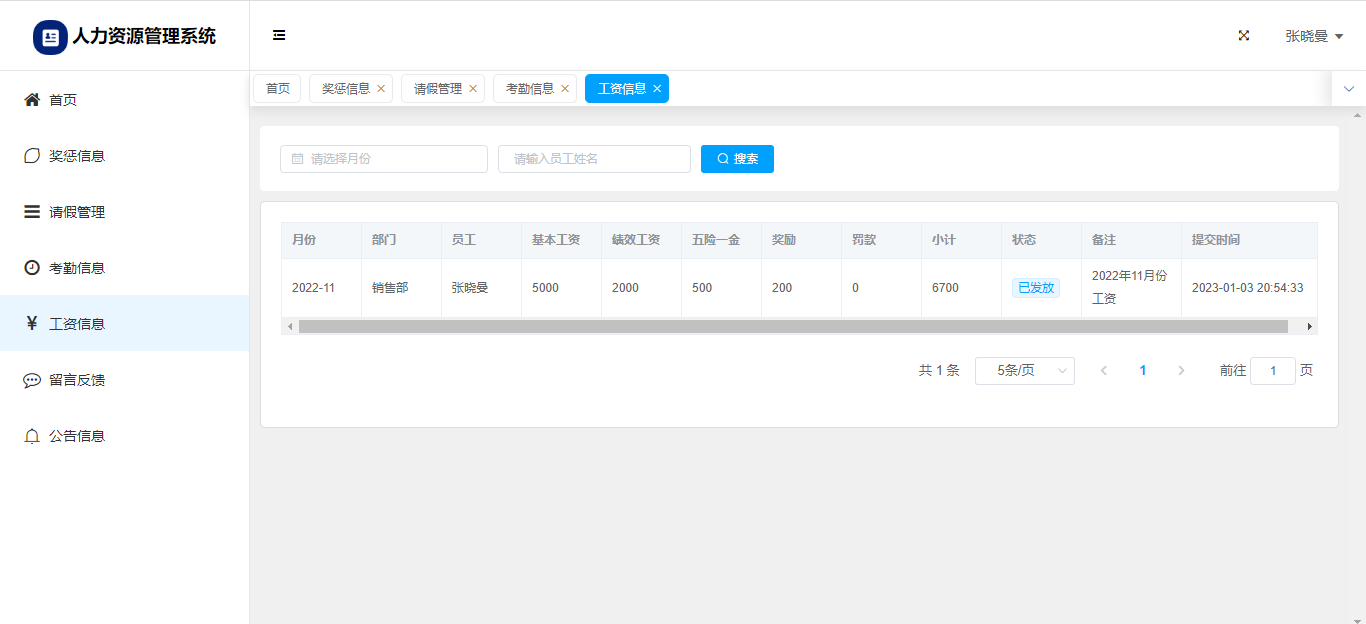 人力资源管理系统
张晓曼
首页
奖惩信息
请假管理
考勤信息
工资信息
留言反馈
公告信息
首页 奖惩信息 请假管理 考勤信息 工资信息
请选择月份 请输入员工姓名 搜索
月份 部门 员工 基本工资 绩效工资 五险一金 奖励 罚款 小计 状态 备注 提交时间
2022-11 销售部 张晓曼 5000 2000 500 200 0 6700 已发放 2022年11月份工资 2023-01-03 20:54:33
共 1 条 5条/页 1 前往 1 页